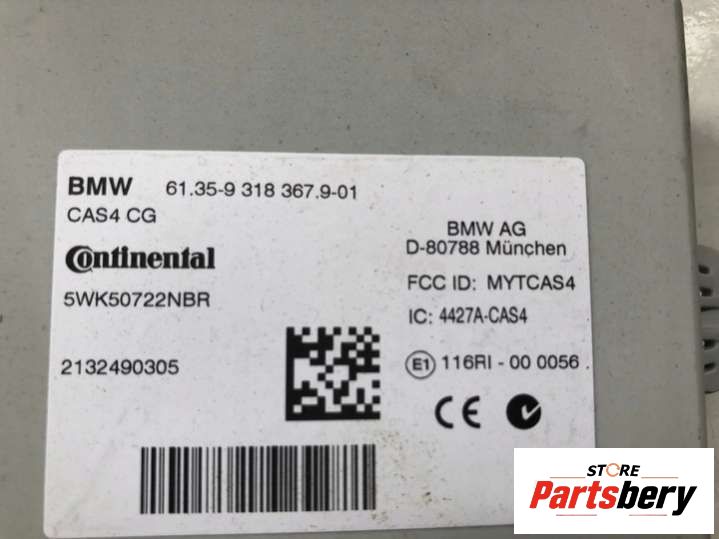 BMW 61.35-9 318 367.9-01
CAS4 CG
Continental
5WK50722NBR
2132490305
BMW AG
D-80788 München
FCC ID: MYTCAS4
IC: 4427A-CAS4
E1 116RI - 00 0056
CE
STORE
Partsbery